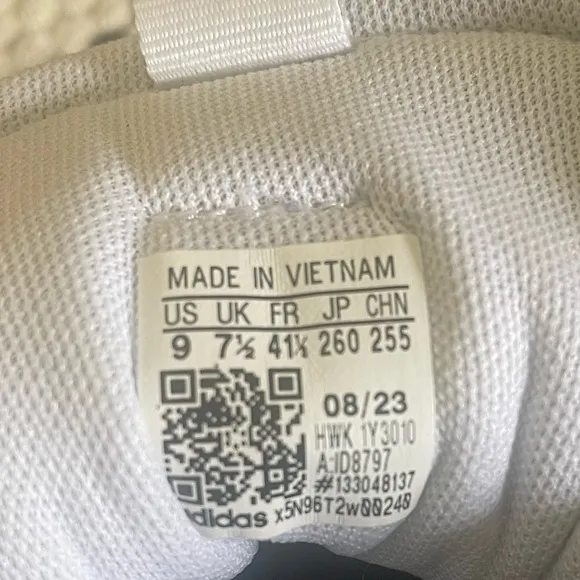 MADE IN VIETNAM
US UK FR JP CHN
9 7½ 41⅓ 260 255
08/23
HWK 1Y3010
A:ID8797
#133048137
adidas x5N96T2w00240